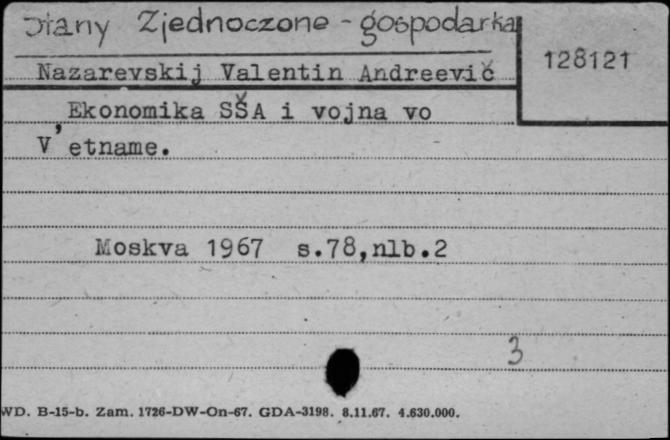 Stany Zjednoczone - gospodarka
128121
Nazarevskij Valentin Andreevič
Ekonomika SŠA i vojna vo
V'etname.
Moskva 1967 s.78,nlb.2
3
WD. B-15-b. Zam. 1726-DW-On-67. GDA-3198. 8.11.67. 4.630.000.